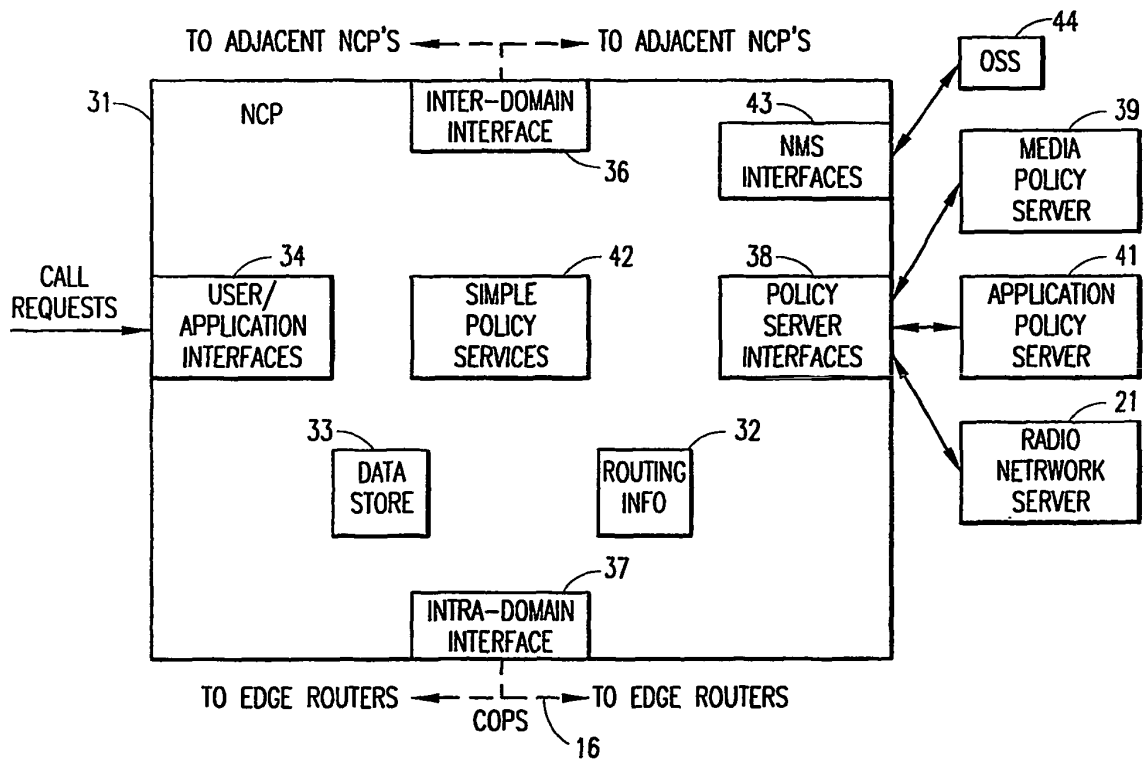 TO ADJACENT NCP'S
TO ADJACENT NCP'S
44
OSS
31
NCP
INTER-DOMAIN
INTERFACE
36
43
NMS
INTERFACES
39
MEDIA
POLICY
SERVER
CALL
REQUESTS
34
USER/
APPLICATION
INTERFACES
42
SIMPLE
POLICY
SERVICES
38
POLICY
SERVER
INTERFACES
41
APPLICATION
POLICY
SERVER
33
DATA
STORE
32
ROUTING
INFO
21
RADIO
NETRWORK
SERVER
37
INTRA-DOMAIN
INTERFACE
TO EDGE ROUTERS
COPS
TO EDGE ROUTERS
16